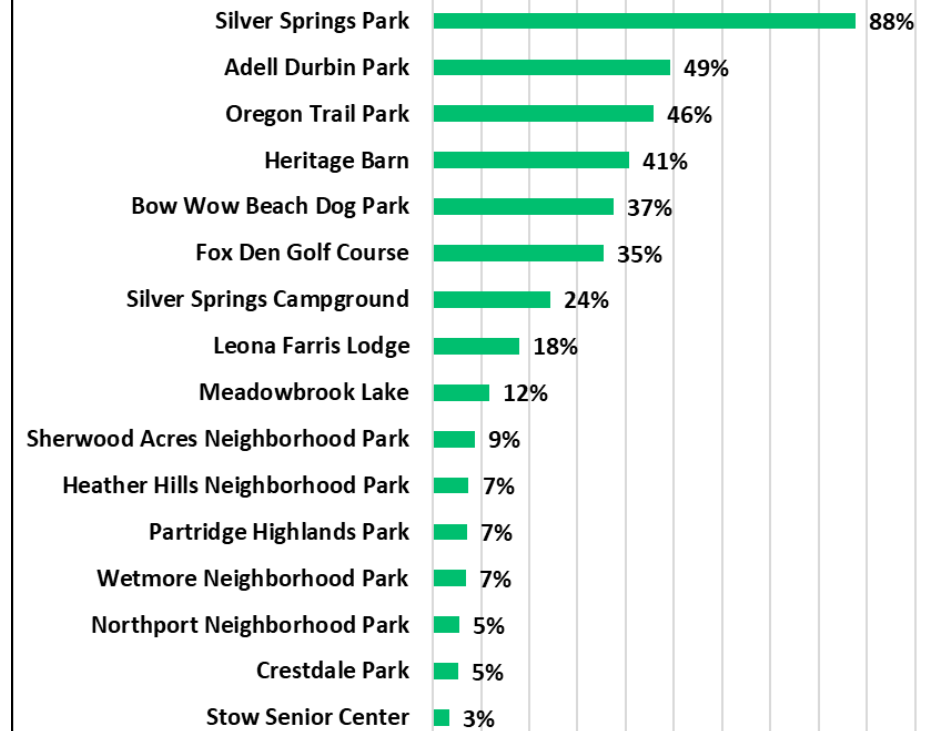 Silver Springs Park 88%
Adell Durbin Park 49%
Oregon Trail Park 46%
Heritage Barn 41%
Bow Wow Beach Dog Park 37%
Fox Den Golf Course 35%
Silver Springs Campground 24%
Leona Farris Lodge 18%
Meadowbrook Lake 12%
Sherwood Acres Neighborhood Park 9%
Heather Hills Neighborhood Park 7%
Partridge Highlands Park 7%
Wetmore Neighborhood Park 7%
Northport Neighborhood Park 5%
Crestdale Park 5%
Stow Senior Center 3%